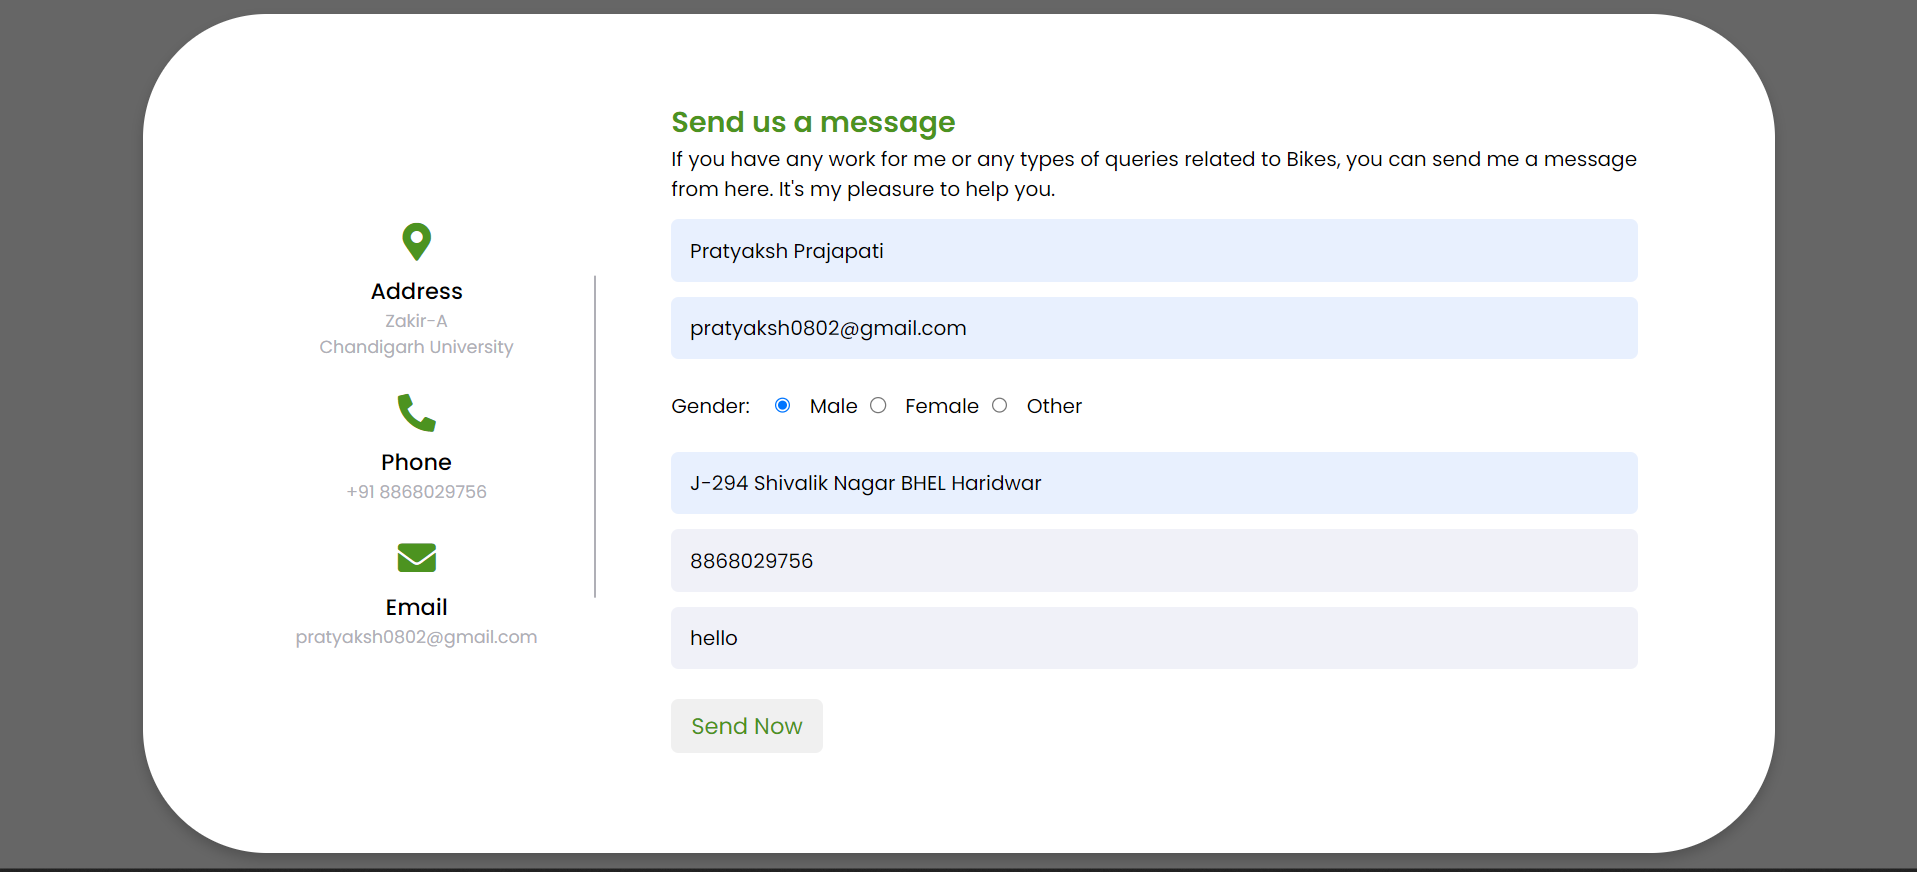 Address
Zakir-A
Chandigarh University
Phone
+91 8868029756
Email
pratyaksh0802@gmail.com
Send us a message
If you have any work for me or any types of queries related to Bikes, you can send me a message
from here. It's my pleasure to help you.
Pratyaksh Prajapati
pratyaksh0802@gmail.com
Gender: Male Female Other
J-294 Shivalik Nagar BHEL Haridwar
8868029756
hello
Send Now